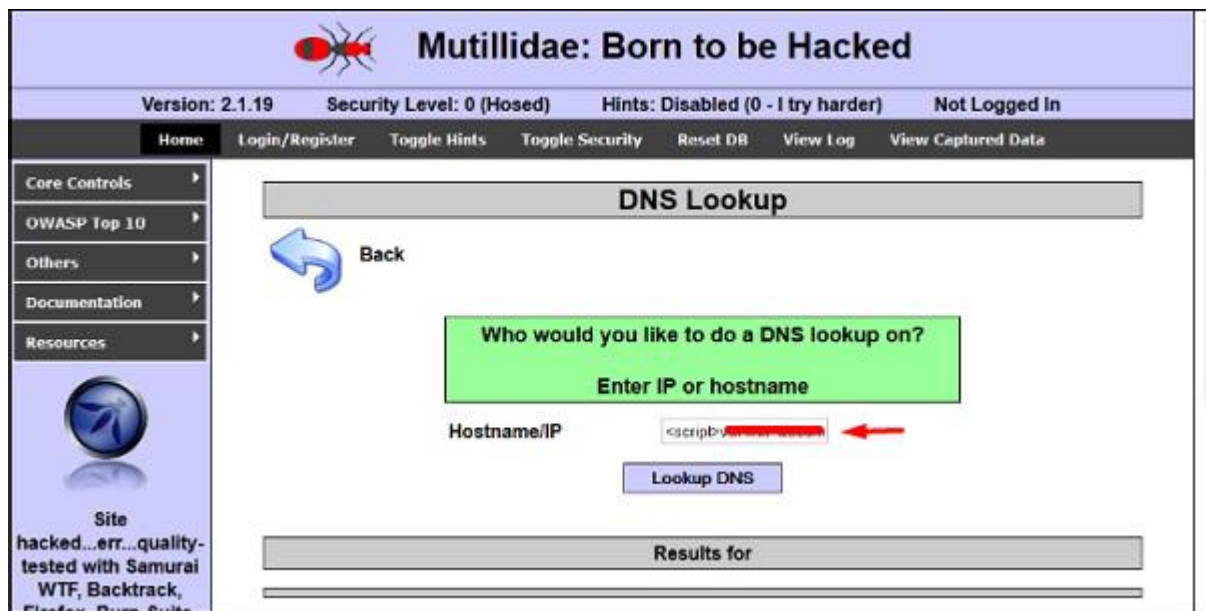 Mutillidae: Born to be Hacked
Version: 2.1.19 Security Level: 0 (Hosed) Hints: Disabled (0 - I try harder) Not Logged In
Home Login/Register Toggle Hints Toggle Security Reset DB View Log View Captured Data
Core Controls
OWASP Top 10
Others
Documentation
Resources
Site
hacked...err...quality-
tested with Samurai
WTF, Backtrack,
DNS Lookup
Back
Who would you like to do a DNS lookup on?
Enter IP or hostname
Hostname/IP
<script>
Lookup DNS
Results for